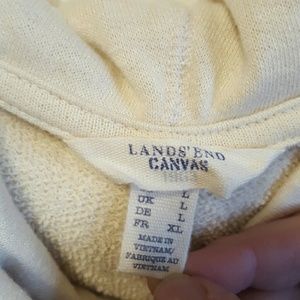 LANDS' END
CANVAS
L
UK L
DE L
FR XL
MADE IN
VIETNAM/
FABRIQUE AU
VIETNAM